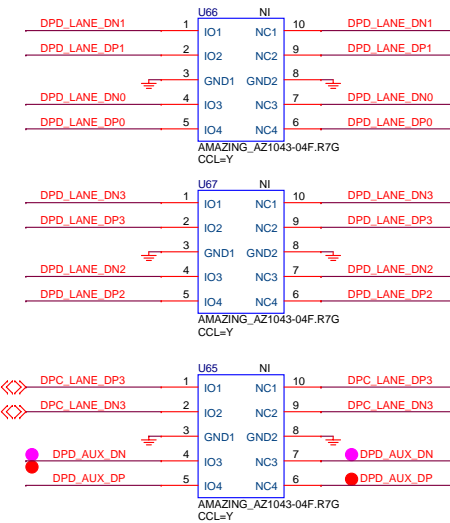 U66 NI
DPD_LANE_DN1 1 IO1 NC1 10 DPD_LANE_DN1
DPD_LANE_DP1 2 IO2 NC2 9 DPD_LANE_DP1
3 GND1 GND2 8
DPD_LANE_DN0 4 IO3 NC3 7 DPD_LANE_DN0
DPD_LANE_DP0 5 IO4 NC4 6 DPD_LANE_DP0
AMAZING_AZ1043-04F.R7G
CCL=Y
U67 NI
DPD_LANE_DN3 1 IO1 NC1 10 DPD_LANE_DN3
DPD_LANE_DP3 2 IO2 NC2 9 DPD_LANE_DP3
3 GND1 GND2 8
DPD_LANE_DN2 4 IO3 NC3 7 DPD_LANE_DN2
DPD_LANE_DP2 5 IO4 NC4 6 DPD_LANE_DP2
AMAZING_AZ1043-04F.R7G
CCL=Y
U65 NI
DPC_LANE_DP3 1 IO1 NC1 10 DPC_LANE_DP3
DPC_LANE_DN3 2 IO2 NC2 9 DPC_LANE_DN3
3 GND1 GND2 8
DPD_AUX_DN 4 IO3 NC3 7 DPD_AUX_DN
DPD_AUX_DP 5 IO4 NC4 6 DPD_AUX_DP
AMAZING_AZ1043-04F.R7G
CCL=Y